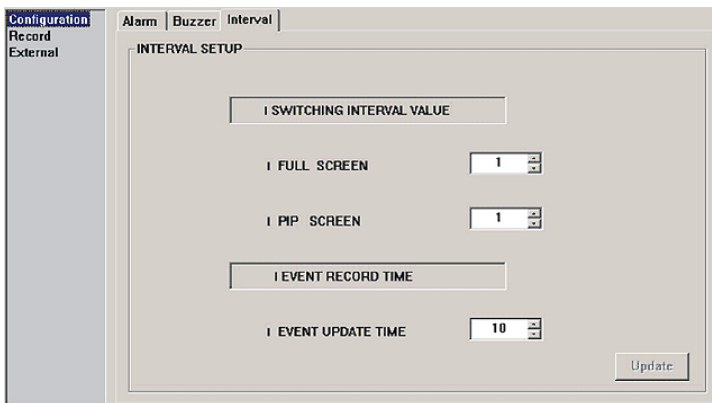 Configuration
Record
External
Alarm Buzzer Interval
INTERVAL SETUP
I SWITCHING INTERVAL VALUE
I FULL SCREEN 1
I PIP SCREEN 1
I EVENT RECORD TIME
I EVENT UPDATE TIME 10
Update